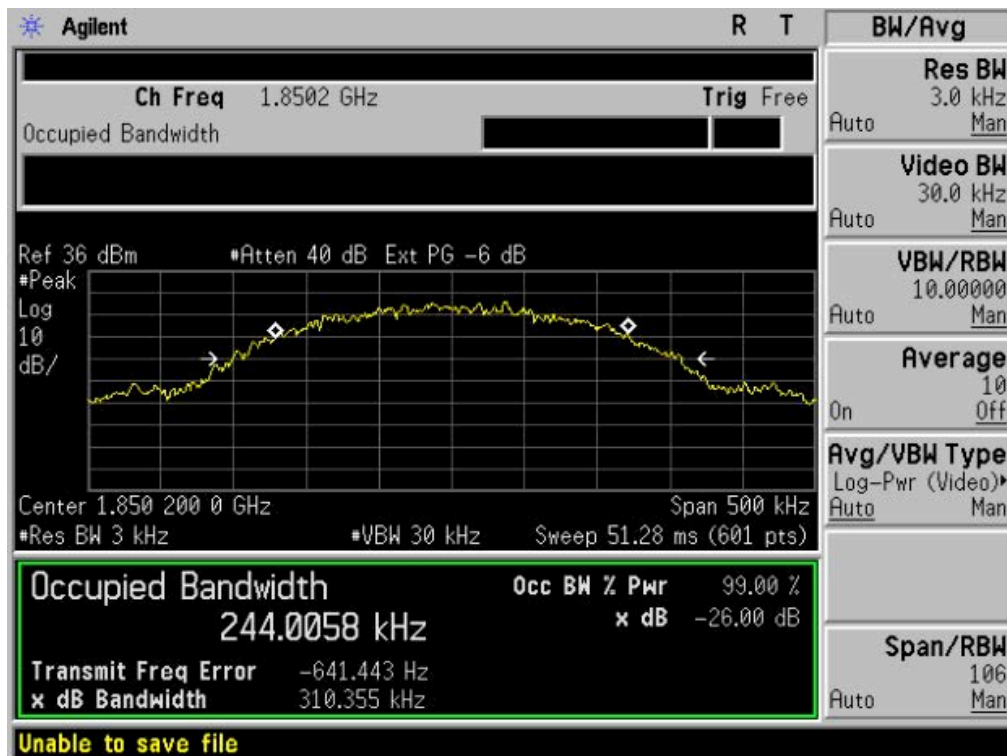 Agilent R T
Ch Freq 1.8502 GHz Trig Free
Occupied Bandwidth
Ref 36 dBm #Atten 40 dB Ext PG -6 dB
#Peak
Log
10
dB/
Center 1.850 200 0 GHz Span 500 kHz
#Res BW 3 kHz #VBW 30 kHz Sweep 51.28 ms (601 pts)
Occupied Bandwidth
244.0058 kHz
Occ BW % Pwr 99.00 %
x dB -26.00 dB
Transmit Freq Error -641.443 Hz
x dB Bandwidth 310.355 kHz
Unable to save file
BW/Avg
Res BW
3.0 kHz
Auto Man
Video BW
30.0 kHz
Auto Man
VBW/RBW
10.00000
Auto Man
Average
10
On Off
Avg/VBW Type
Log-Pwr (Video)
Auto Man
Span/RBW
106
Auto Man